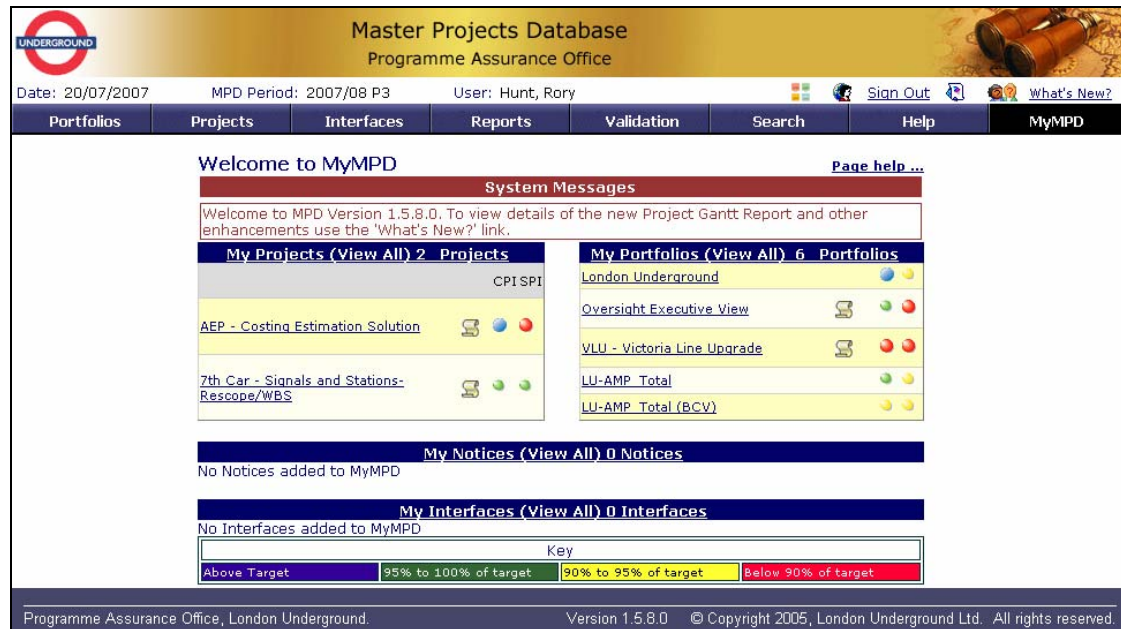 UNDERGROUND
Master Projects Database
Programme Assurance Office
Date: 20/07/2007 MPD Period: 2007/08 P3 User: Hunt, Rory Sign Out What's New?
Portfolios Projects Interfaces Reports Validation Search Help MyMPD
Welcome to MyMPD Page help ...
System Messages
Welcome to MPD Version 1.5.8.0. To view details of the new Project Gantt Report and other
enhancements use the 'What's New?' link.
My Projects (View All) 2 Projects
CPI SPI
AEP - Costing Estimation Solution
7th Car - Signals and Stations-
Rescope/WBS
My Portfolios (View All) 6 Portfolios
London Underground
Oversight Executive View
VLU - Victoria Line Upgrade
LU-AMP Total
LU-AMP Total (BCV)
My Notices (View All) 0 Notices
No Notices added to MyMPD
My Interfaces (View All) 0 Interfaces
No Interfaces added to MyMPD
Key
Above Target 95% to 100% of target 90% to 95% of target Below 90% of target
Programme Assurance Office, London Underground. Version 1.5.8.0 © Copyright 2005, London Underground Ltd. All rights reserved.